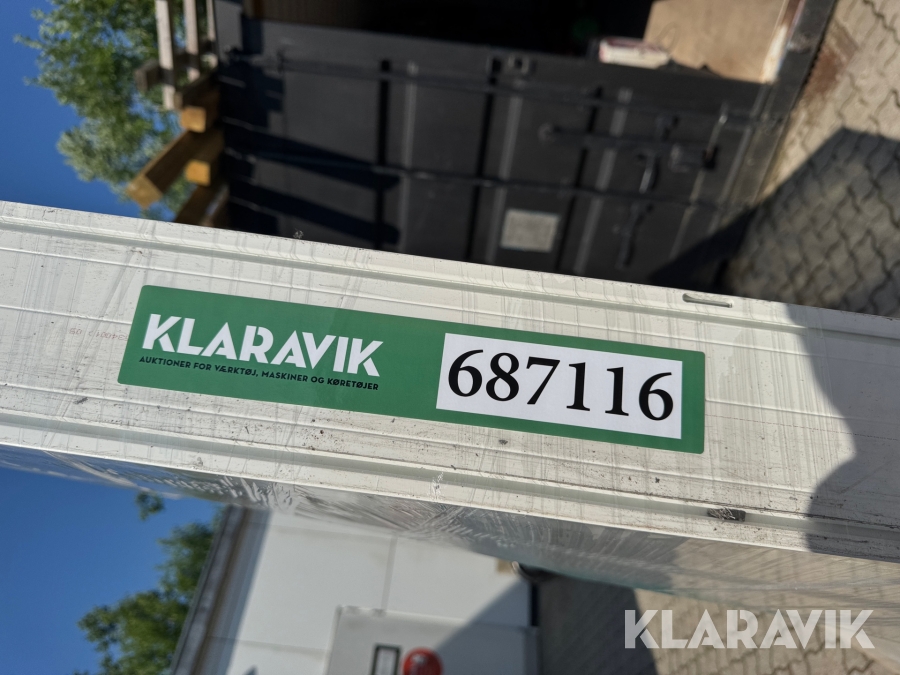 KLARAVIK
AUKTIONER FOR VÆRKTØJ, MASKINER OG KØRETØJER
687116
KLARAVIK